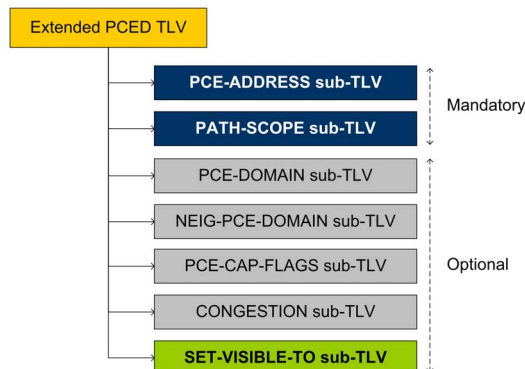 Extended PCED TLV
PCE-ADDRESS sub-TLV
PATH-SCOPE sub-TLV
Mandatory
PCE-DOMAIN sub-TLV
NEIG-PCE-DOMAIN sub-TLV
PCE-CAP-FLAGS sub-TLV
CONGESTION sub-TLV
SET-VISIBLE-TO sub-TLV
Optional